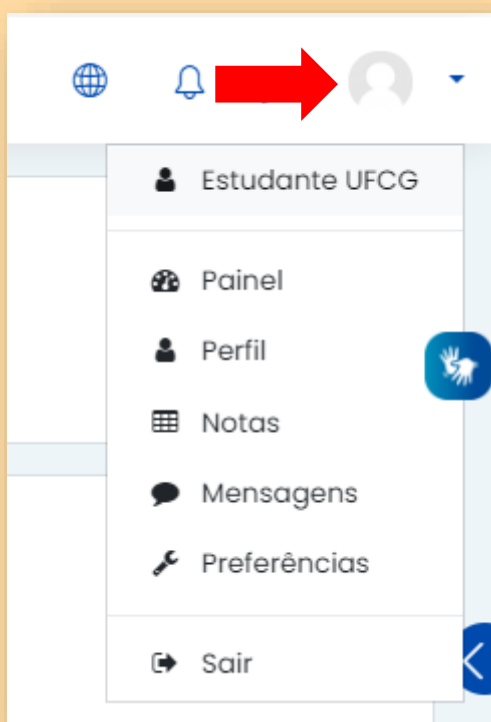 Estudante UFCG
Painel
Perfil
Notas
Mensagens
Preferências
Sair